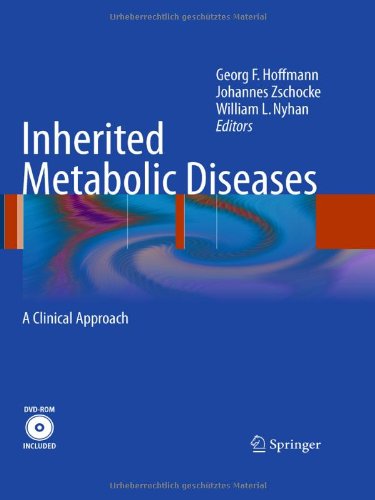 Urheberrechtlich geschütztes Material
Georg F. Hoffmann
Johannes Zschocke
William L. Nyhan
Editors
Inherited
Metabolic Diseases
A Clinical Approach
DVD-ROM
INCLUDED
Springer
Urheberrechtlich geschütztes Material